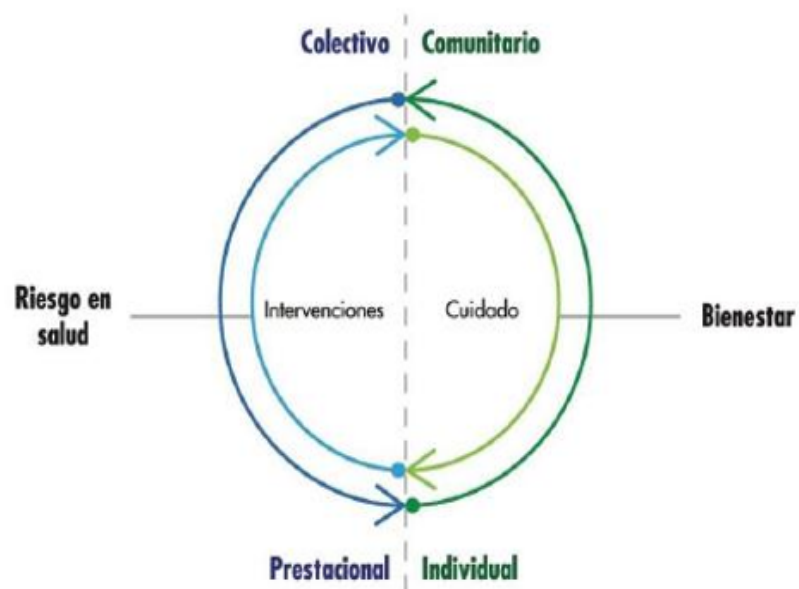 Colectivo Comunitario
Riesgo en
salud
Intervenciones Cuidado
Bienestar
Prestacional Individual